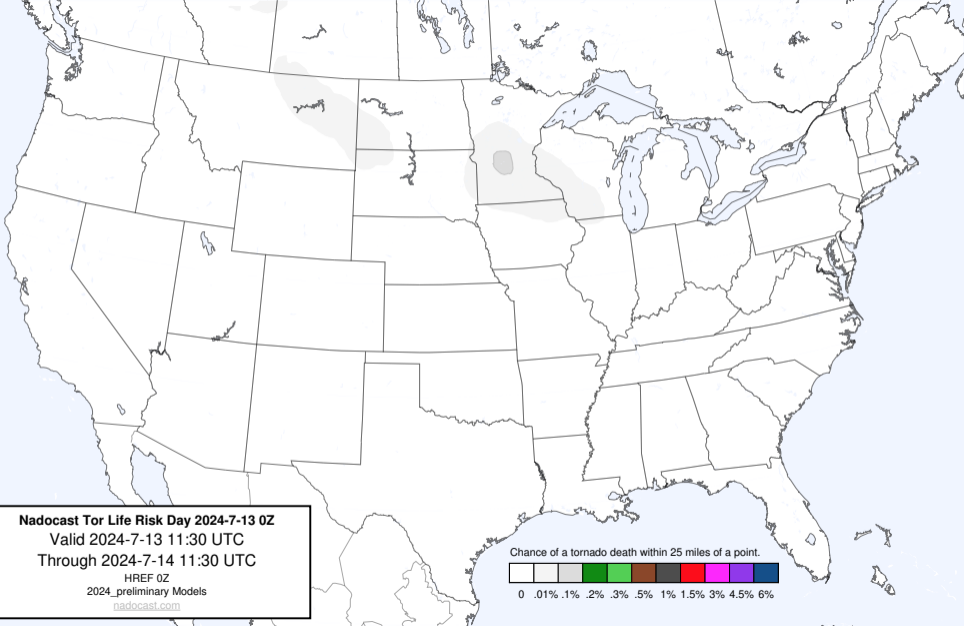 Nadocast Tor Life Risk Day 2024-7-13 0Z
Valid 2024-7-13 11:30 UTC
Through 2024-7-14 11:30 UTC
HREF 0Z
2024_preliminary Models
nadocast.com
Chance of a tornado death within 25 miles of a point.
0 .01% .1% .2% .3% .5% 1% 1.5% 3% 4.5% 6%